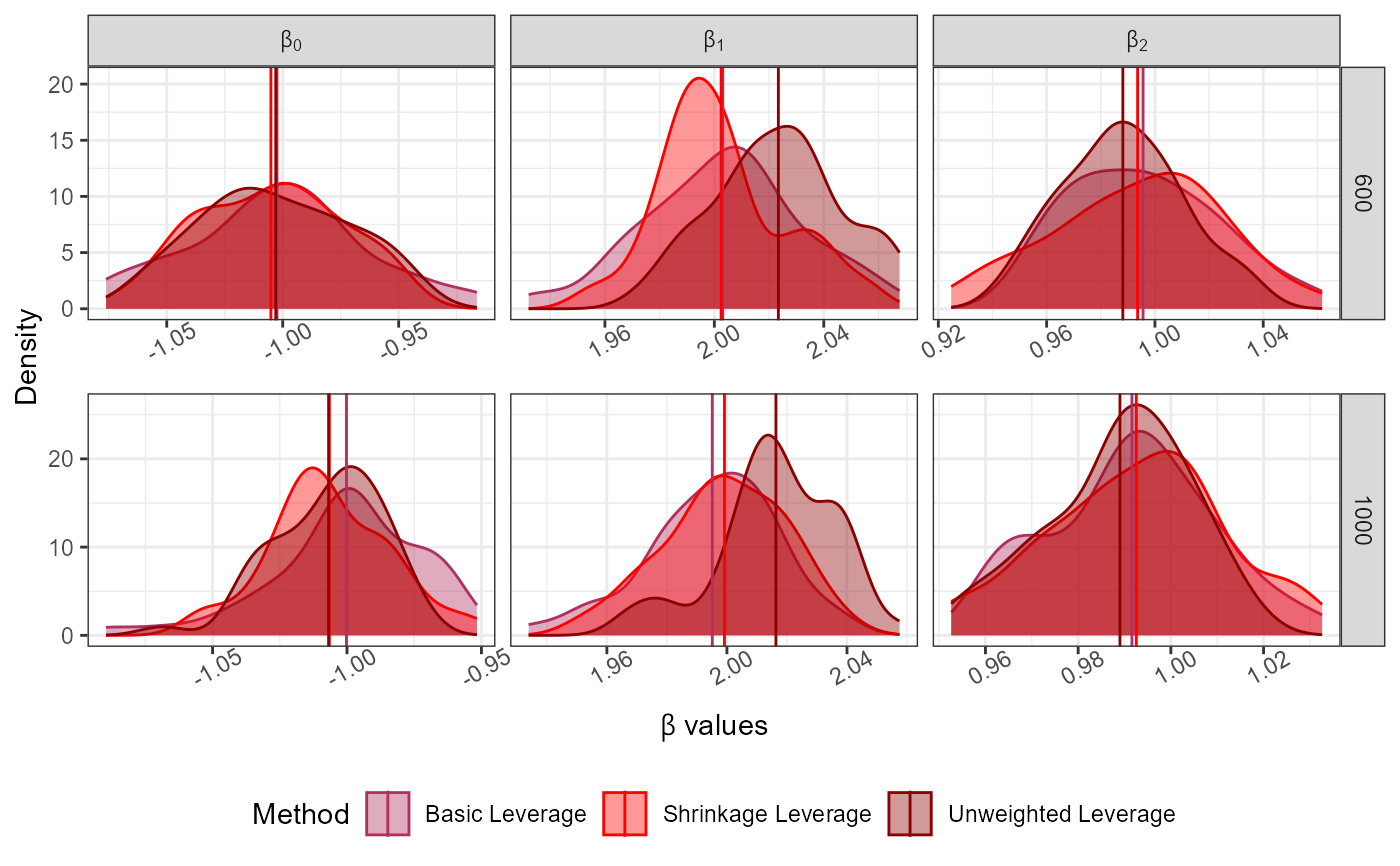 β₀ β₁ β₂
20
15
10
5
0
600
-1.05 -1.00 -0.95 1.96 2.00 2.04 0.92 0.96 1.00 1.04
Density
20
10
0
1000
-1.05 -1.00 -0.95 1.96 2.00 2.04 0.96 0.98 1.00 1.02
β values
Method Basic Leverage Shrinkage Leverage Unweighted Leverage